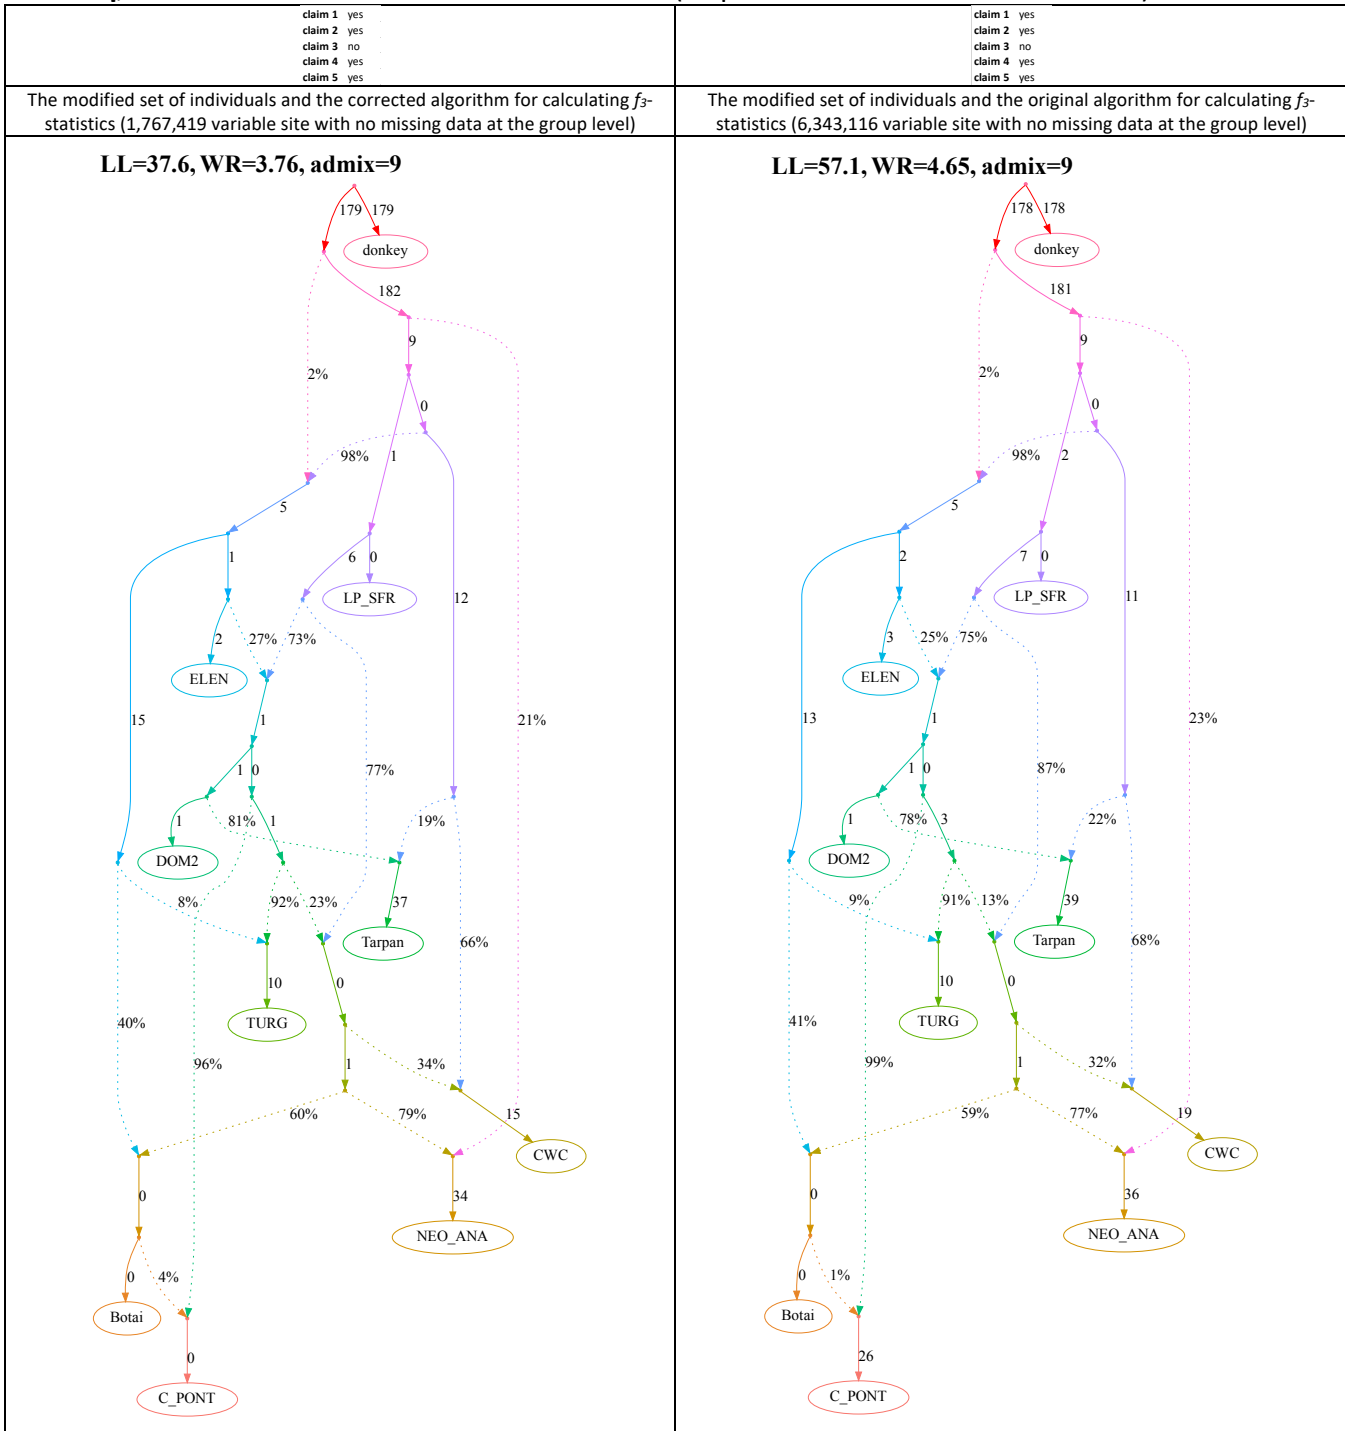 claim 1 yes
claim 2 yes
claim 3 no
claim 4 yes
claim 5 yes
claim 1 yes
claim 2 yes
claim 3 no
claim 4 yes
claim 5 yes
The modified set of individuals and the corrected algorithm for calculating f3-
statistics (1,767,419 variable site with no missing data at the group level)
The modified set of individuals and the original algorithm for calculating f3-
statistics (6,343,116 variable site with no missing data at the group level)
LL=37.6, WR=3.76, admix=9
179 179
donkey
182
9
2%
0
98% 1
5
1 6 0
LP_SFR
12
2 27% 73%
ELEN
15 1 21%
1 0 77%
1 81% 1 19%
DOM2
8% 92% 23% 37
Tarpan
66%
10 0
TURG
40% 96% 1 34%
60% 79% 15
CWC
0 34
NEO_ANA
0 4%
Botai
0
C_PONT
LL=57.1, WR=4.65, admix=9
178 178
donkey
181
9
2%
0
98% 2
5
2 7 0
LP_SFR
11
3 25% 75%
ELEN
13 1 23%
1 0 87%
1 78% 3 22%
DOM2
9% 91% 13% 39
Tarpan
68%
10 0
TURG
41% 99% 1 32%
59% 77% 19
CWC
0 36
NEO_ANA
0 1%
Botai
26
C_PONT